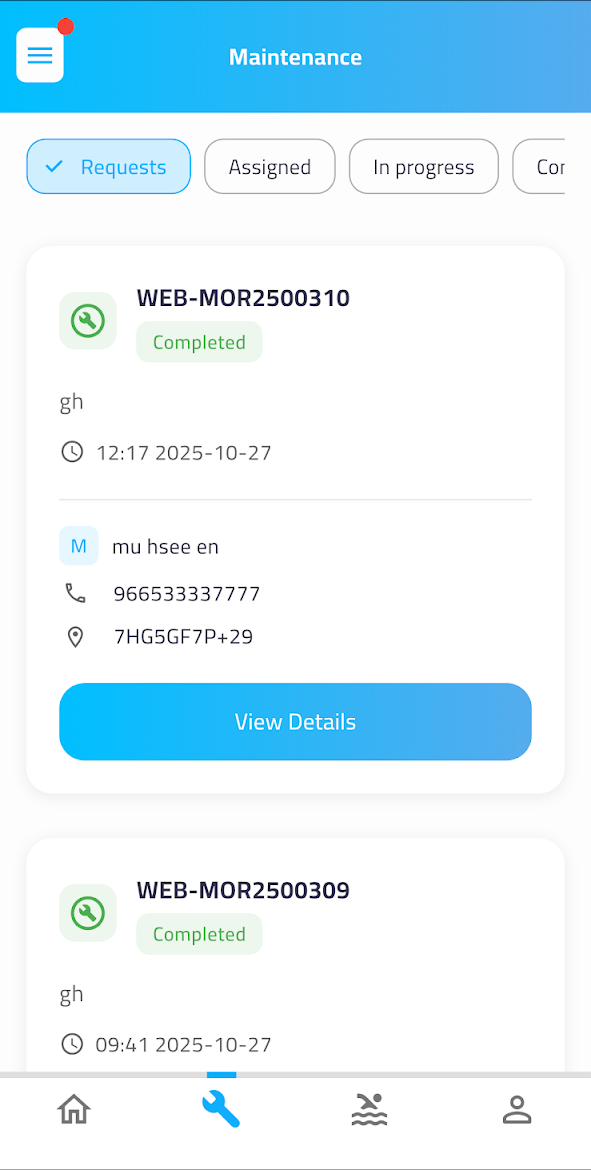 Maintenance
Requests Assigned In progress
WEB-MOR2500310
Completed
gh
12:17 2025-10-27
M mu hsee en
966533337777
7HG5GF7P+29
View Details
WEB-MOR2500309
Completed
gh
09:41 2025-10-27